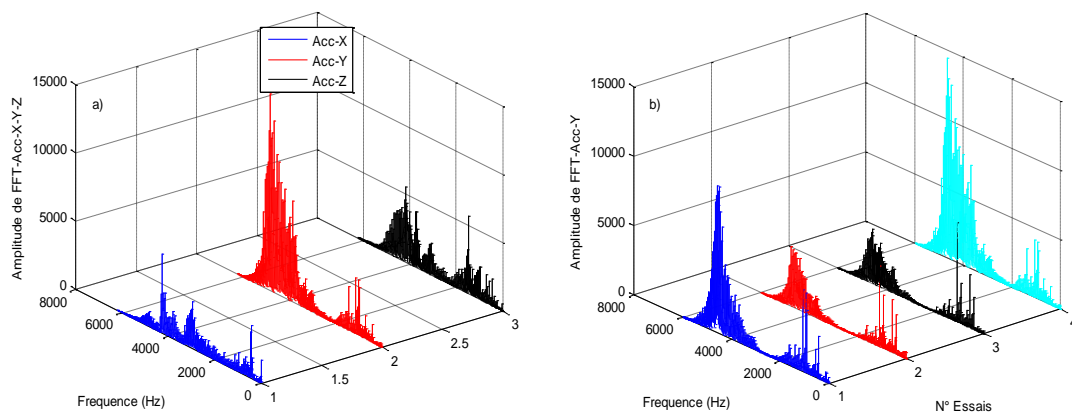 Acc-X
Acc-Y
Acc-Z
a)
15000
10000
5000
0
Amplitude de FFT-Acc-X-Y-Z
8000
6000
4000
2000
0
Frequence (Hz)
1
1.5
2
2.5
3
b)
15000
10000
5000
0
Amplitude de FFT-Acc-Y
8000
6000
4000
2000
0
Frequence (Hz)
1
2
3
4
N° Essais